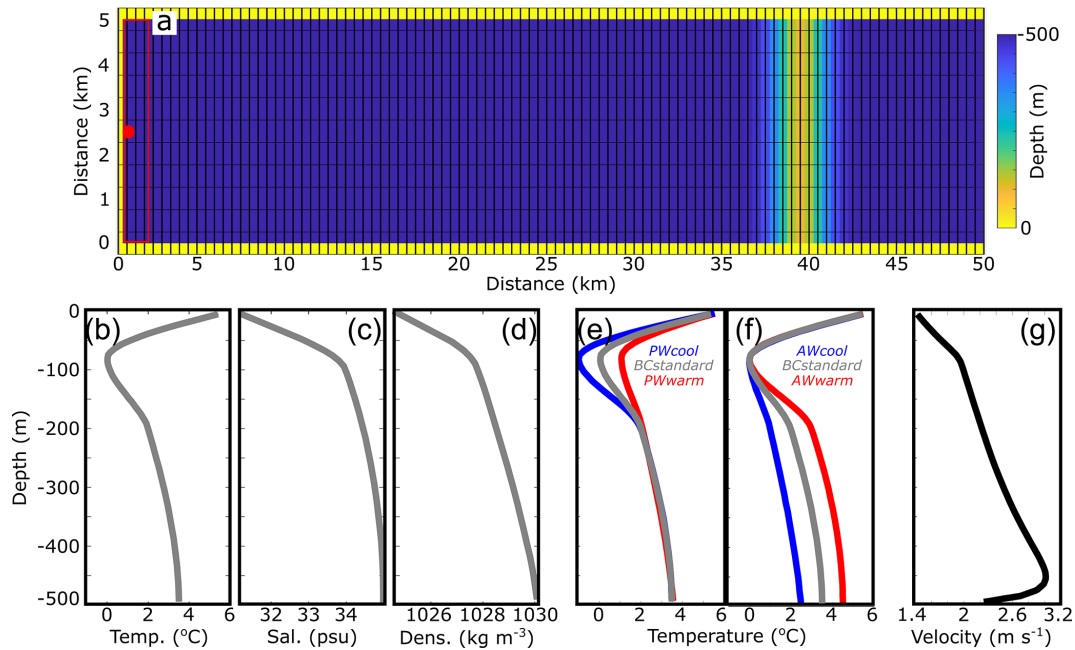 a
5
4
3
2
1
0
Distance (km)
0 5 10 15 20 25 30 35 40 45 50
Distance (km)
-500
0
Depth (m)
(b) (c) (d) (e) (f) (g)
0
-100
-200
-300
-400
-500
Depth (m)
PWcool
BCstandard
PWwarm
AWcool
BCstandard
AWwarm
0 2 4 6
Temp. (°C)
32 33 34
Sal. (psu)
1026 1028 1030
Dens. (kg m⁻³)
0 2 4 6 0 2 4 6
Temperature (°C)
1.4 2 2.6 3.2
Velocity (m s⁻¹)